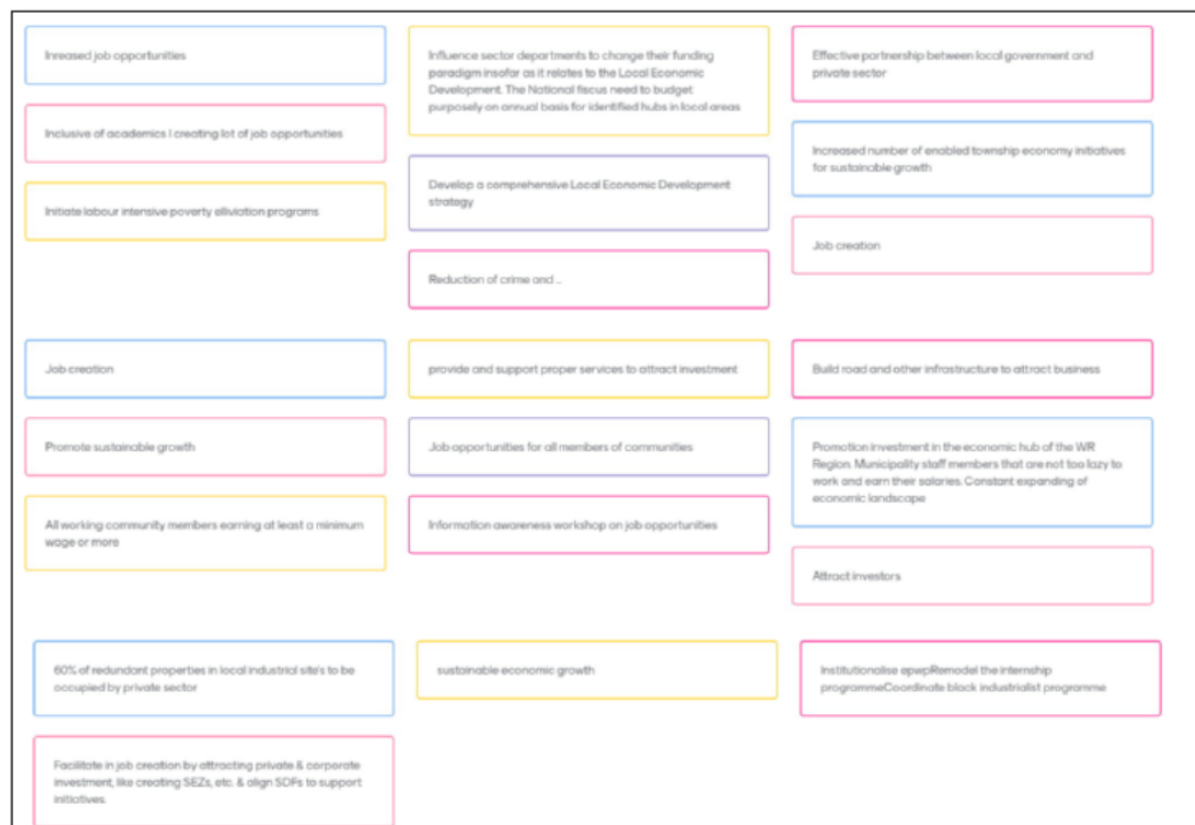 Inreased job opportunities
Inclusive of academics I creating lot of job opportunities
Initiate labour intensive poverty elliviation programs
Influence sector departments to change their funding
paradigm insofar as it relates to the Local Economic
Development. The National fiscus need to budget
purposely on annual basis for identified hubs in local areas
Develop a comprehensive Local Economic Development
strategy
Reduction of crime and ...
Effective partnership between local government and
private sector
Increased number of enabled township economy initiatives
for sustainable growth
Job creation
Job creation
Promote sustainable growth
All working community members earning at least a minimum
wage or more
provide and support proper services to attract investment
Job opportunities for all members of communities
Information awareness workshop on job opportunities
Build road and other infrastructure to attract business
Promotion investment in the economic hub of the WR
Region. Municipality staff members that are not too lazy to
work and earn their salaries. Constant expanding of
economic landscape
Attract investors
60% of redundant properties in local industrial site's to be
occupied by private sector
Facilitate in job creation by attracting private & corporate
investment, like creating SEZs, etc. & align SDFs to support
initiatives.
sustainable economic growth
Institutionalise epwpRemodel the internship
programmeCoordinate black industrialist programme